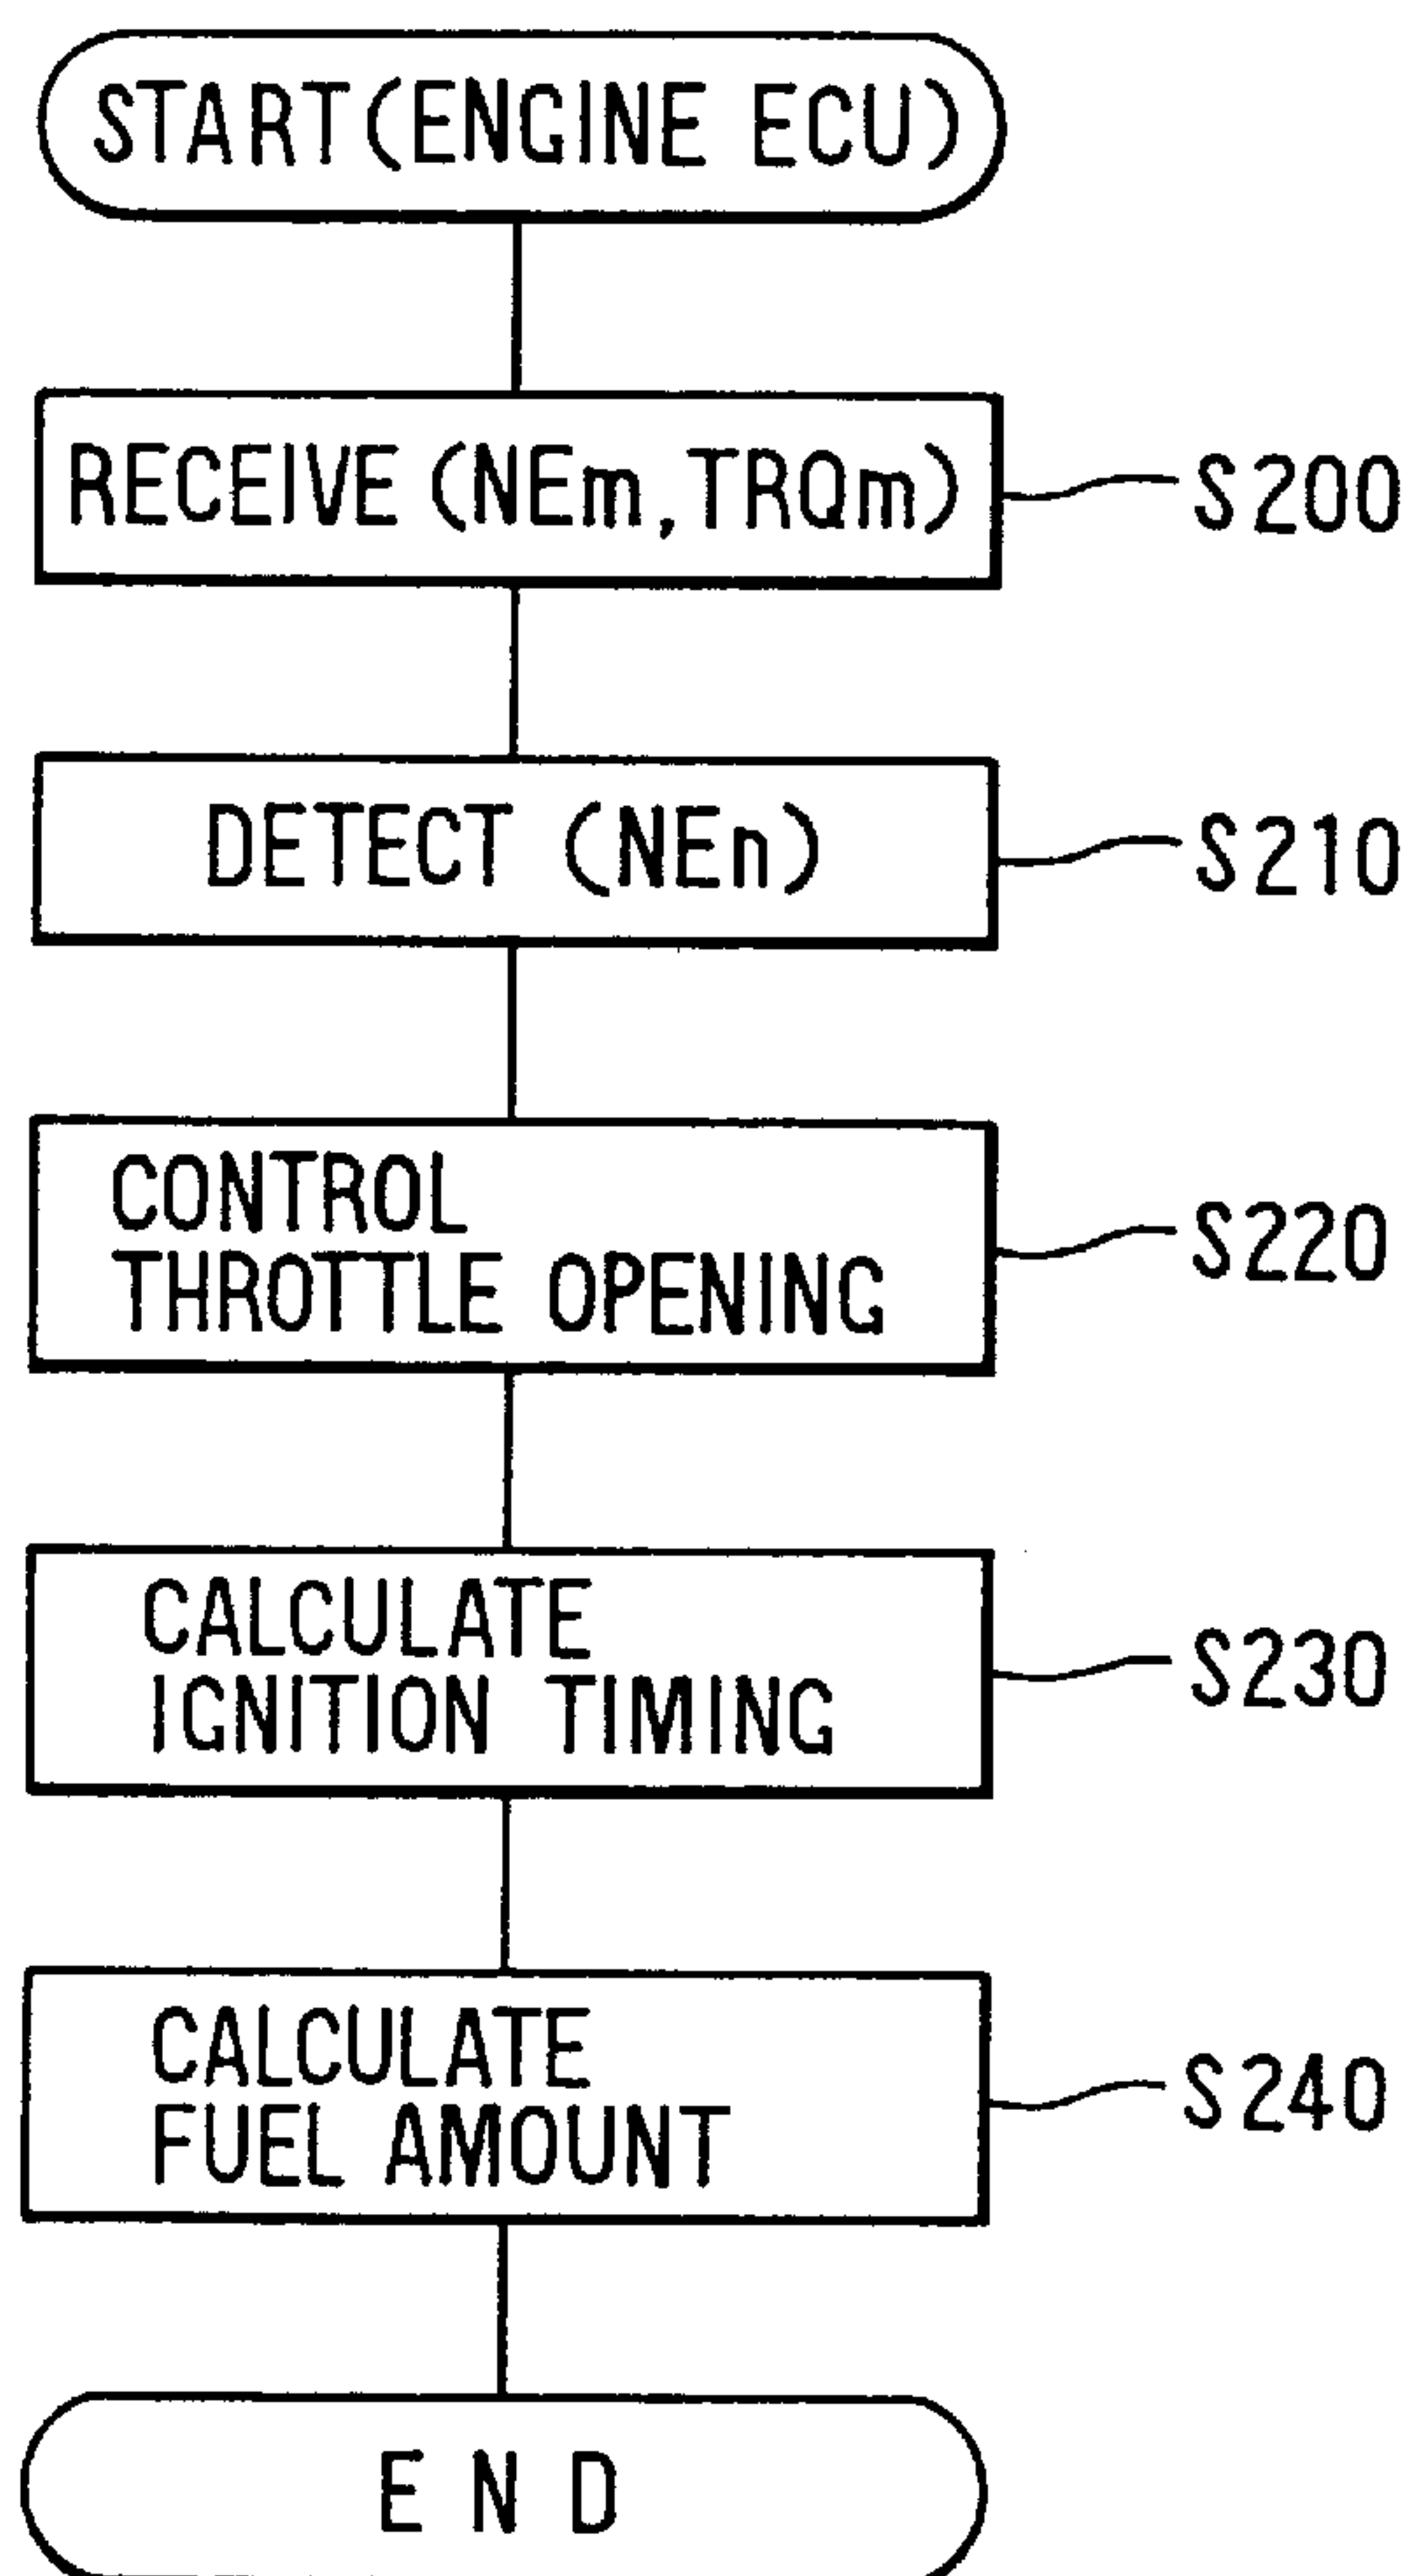 START(ENGINE ECU)
RECEIVE (NEm,TRQm)
S200
DETECT (NEn)
S210
CONTROL
THROTTLE OPENING
S220
CALCULATE
IGNITION TIMING
S230
CALCULATE
FUEL AMOUNT
S240
END